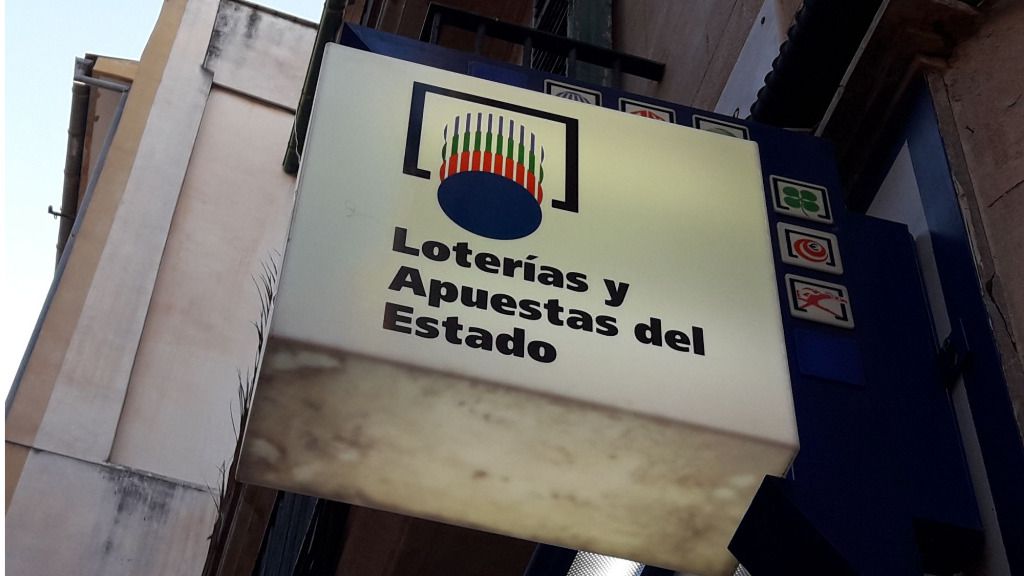 Loterías y
Apuestas del
Estado